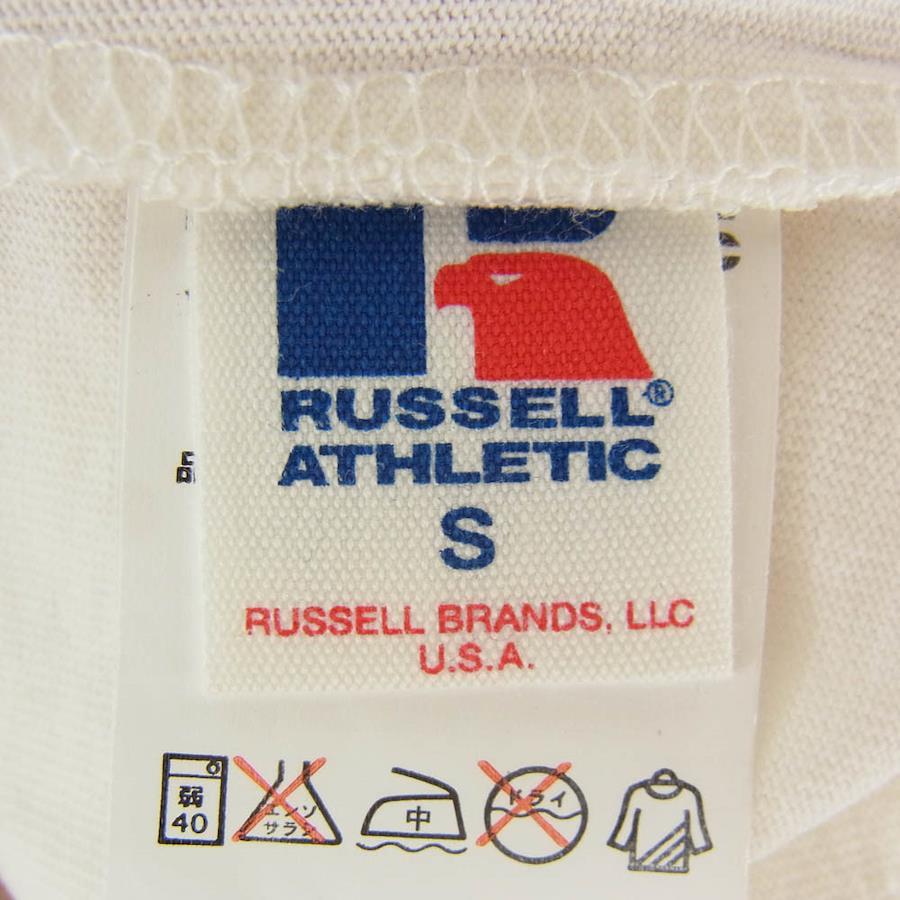 RUSSELL®
ATHLETIC
S
RUSSELL BRANDS, LLC
U.S.A.
弱
40
エンソ
サラシ
中
ドライ